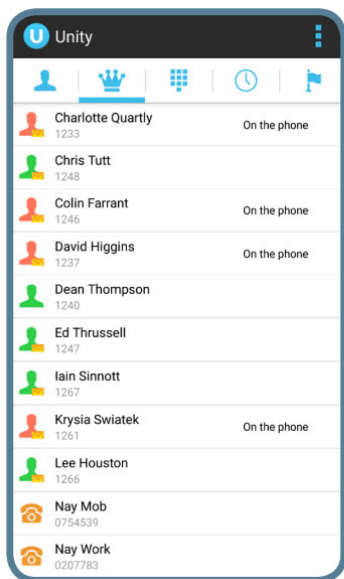 U Unity
Charlotte Quartly
1233
On the phone
Chris Tutt
1248
Colin Farrant
1246
On the phone
David Higgins
1237
On the phone
Dean Thompson
1240
Ed Thrussell
1247
Iain Sinnott
1267
Krysia Swiatek
1261
On the phone
Lee Houston
1266
Nay Mob
0754539
Nay Work
0207783